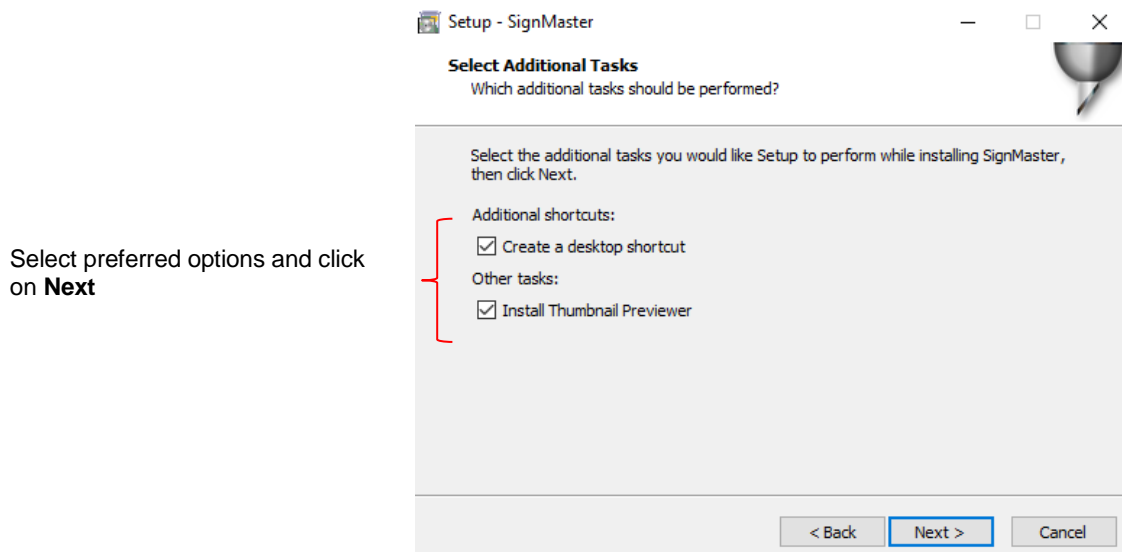 Setup - SignMaster
Select Additional Tasks
Which additional tasks should be performed?
Select the additional tasks you would like Setup to perform while installing SignMaster,
then click Next.
Additional shortcuts:
Create a desktop shortcut
Other tasks:
Install Thumbnail Previewer
Select preferred options and click
on Next
< Back
Next >
Cancel